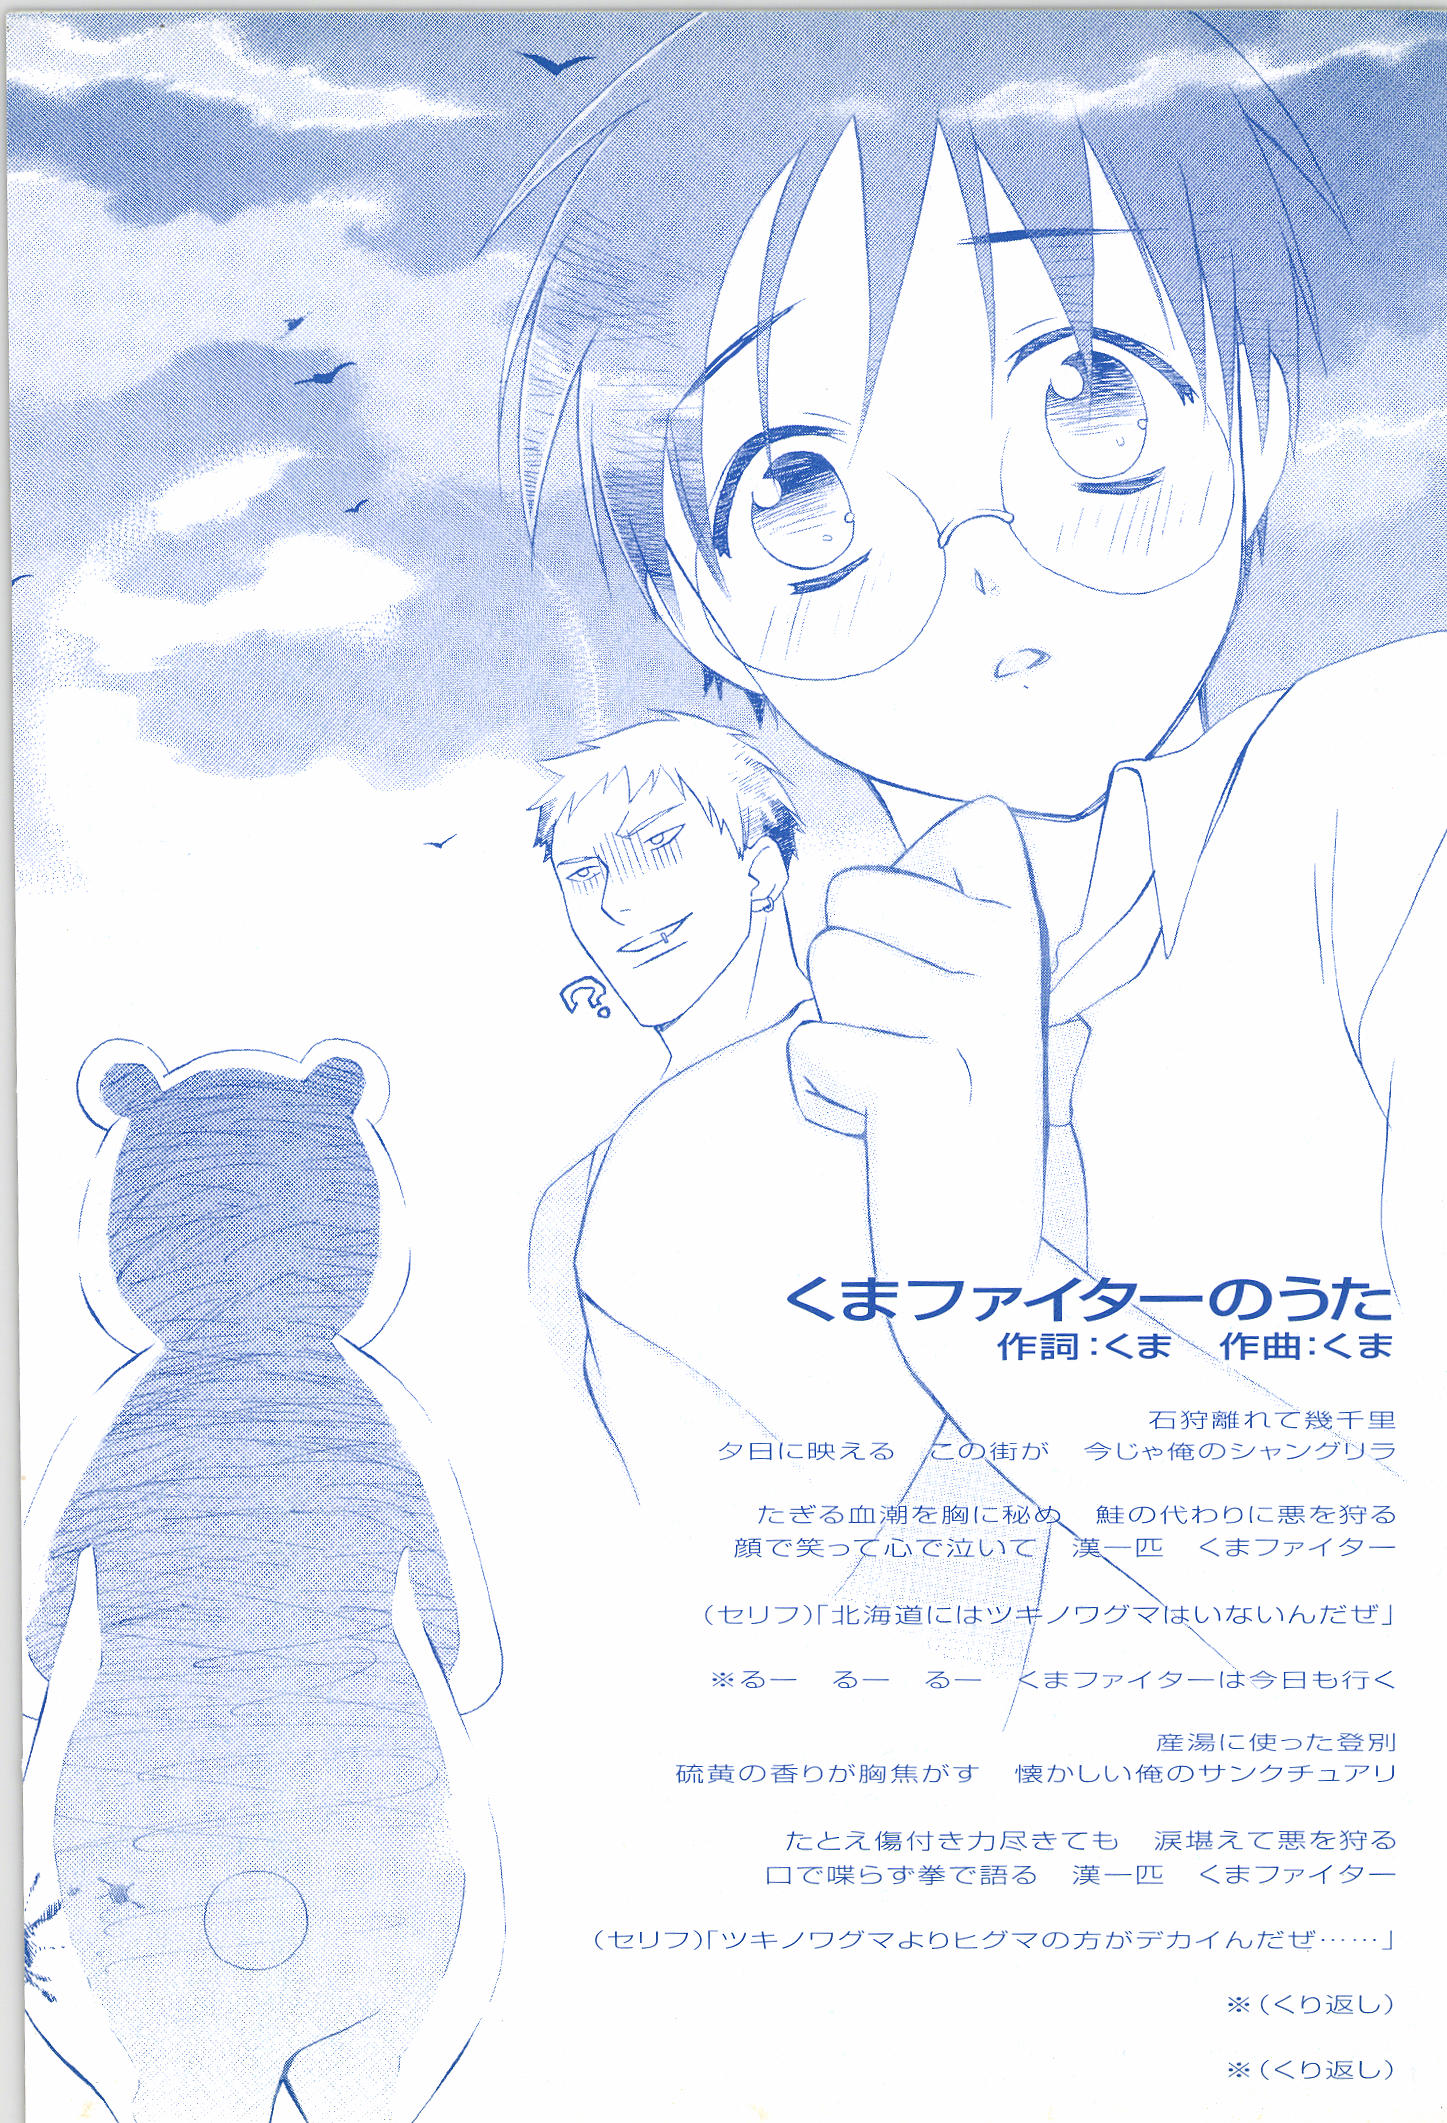 くまファイターのうた
作詞：くま　作曲：くま
石狩離れて幾千里
夕日に映える　この街が　今じゃ俺のシャングリラ
たぎる血潮を胸に秘め　鮭の代わりに悪を狩る
顔で笑って心で泣いて　漢一匹　くまファイター
（セリフ）「北海道にはツキノワグマはいないんだぜ」
※るー　るー　るー　くまファイターは今日も行く
産湯に使った登別
硫黄の香りが胸焦がす　懐かしい俺のサンクチュアリ
たとえ傷付き力尽きても　涙堪えて悪を狩る
口で喋らず拳で語る　漢一匹　くまファイター
（セリフ）「ツキノワグマよりヒグマの方がデカイんだぜ……」
※（くり返し）
※（くり返し）